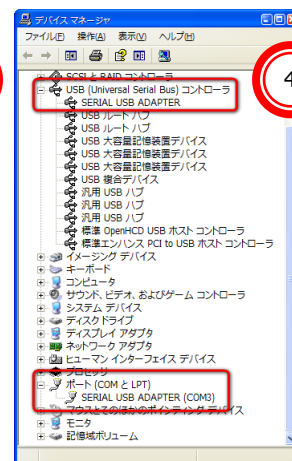 デバイス マネージャ
ファイル(F) 操作(A) 表示(V) ヘルプ(H)
4
SCSI と RAID コントローラ
USB (Universal Serial Bus) コントローラ
SERIAL USB ADAPTER
USB ルート ハブ
USB ルート ハブ
USB 大容量記憶装置デバイス
USB 大容量記憶装置デバイス
USB 大容量記憶装置デバイス
USB 複合デバイス
汎用 USB ハブ
汎用 USB ハブ
汎用 USB ハブ
標準 OpenHCD USB ホスト コントローラ
標準エンハンス PCI to USB ホスト コントローラ
イメージング デバイス
キーボード
コンピュータ
サウンド、ビデオ、およびゲーム コントローラ
システム デバイス
ディスク ドライブ
ディスプレイ アダプタ
ネットワーク アダプタ
ヒューマン インターフェイス デバイス
プロセッサ
ポート (COM と LPT)
SERIAL USB ADAPTER (COM3)
マウスとそのほかのポインティング デバイス
モニタ
記憶域ボリューム